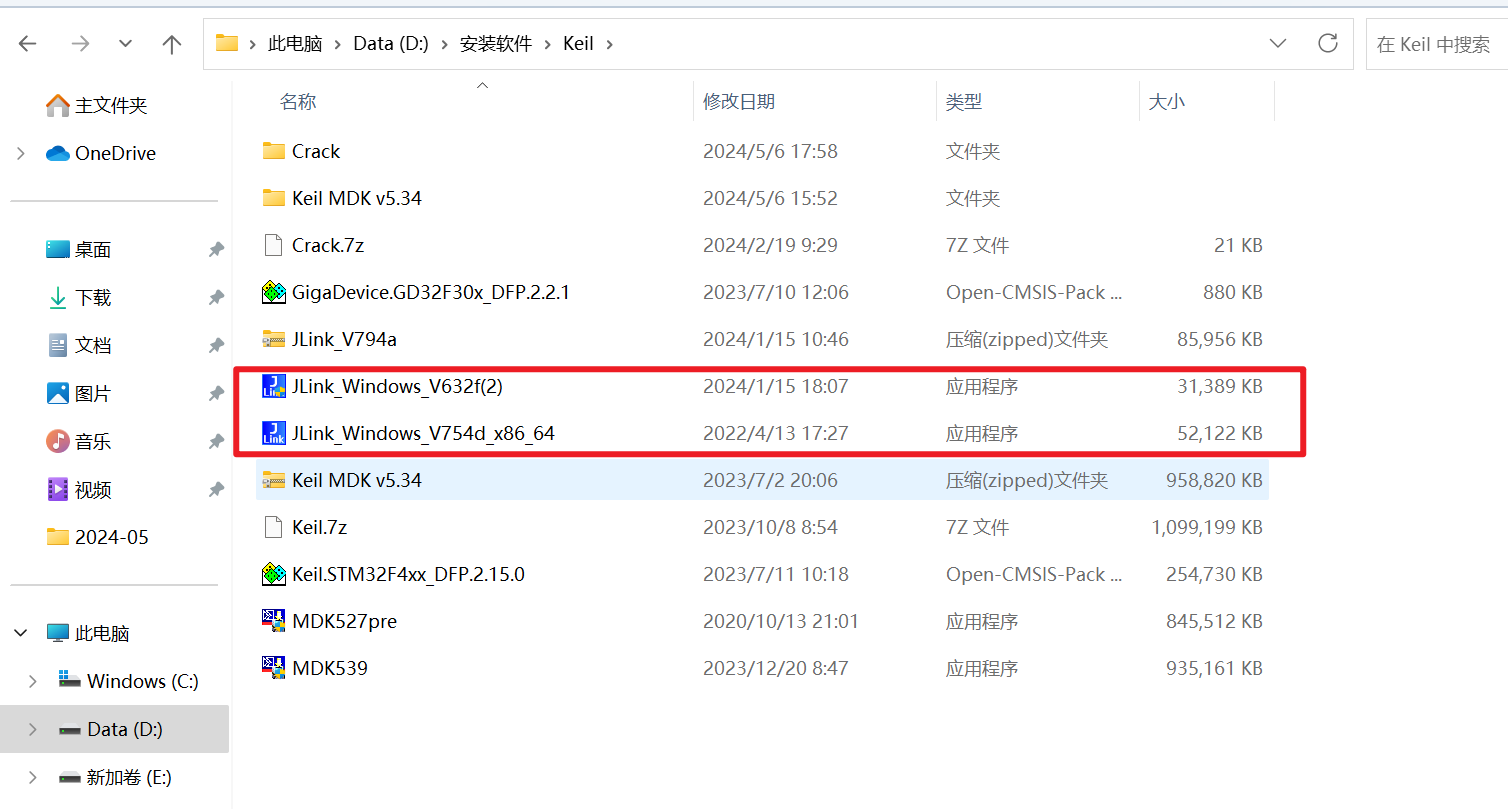 此电脑 › Data (D:) › 安装软件 › Keil ›
在 Keil 中搜索
主文件夹
OneDrive
桌面
下载
文档
图片
音乐
视频
2024-05
此电脑
Windows (C:)
Data (D:)
新加卷 (E:)
名称 修改日期 类型 大小
Crack 2024/5/6 17:58 文件夹
Keil MDK v5.34 2024/5/6 15:52 文件夹
Crack.7z 2024/2/19 9:29 7Z 文件 21 KB
GigaDevice.GD32F30x_DFP.2.2.1 2023/7/10 12:06 Open-CMSIS-Pack ... 880 KB
JLink_V794a 2024/1/15 10:46 压缩(zipped)文件夹 85,956 KB
JLink_Windows_V632f(2) 2024/1/15 18:07 应用程序 31,389 KB
JLink_Windows_V754d_x86_64 2022/4/13 17:27 应用程序 52,122 KB
Keil MDK v5.34 2023/7/2 20:06 压缩(zipped)文件夹 958,820 KB
Keil.7z 2023/10/8 8:54 7Z 文件 1,099,199 KB
Keil.STM32F4xx_DFP.2.15.0 2023/7/11 10:18 Open-CMSIS-Pack ... 254,730 KB
MDK527pre 2020/10/13 21:01 应用程序 845,512 KB
MDK539 2023/12/20 8:47 应用程序 935,161 KB